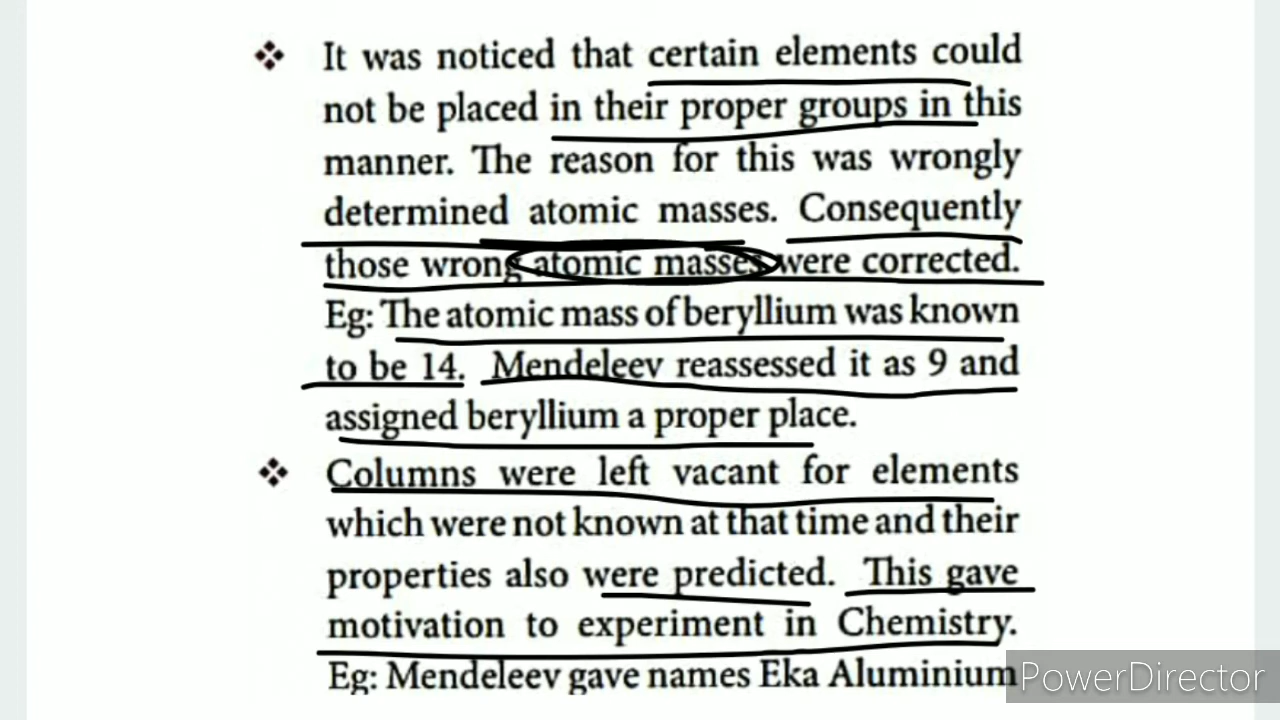 ❖ It was noticed that certain elements could
not be placed in their proper groups in this
manner. The reason for this was wrongly
determined atomic masses. Consequently
those wrong atomic masses were corrected.
Eg: The atomic mass of beryllium was known
to be 14. Mendeleev reassessed it as 9 and
assigned beryllium a proper place.
❖ Columns were left vacant for elements
which were not known at that time and their
properties also were predicted. This gave
motivation to experiment in Chemistry.
Eg: Mendeleev gave names Eka Aluminium
PowerDirector